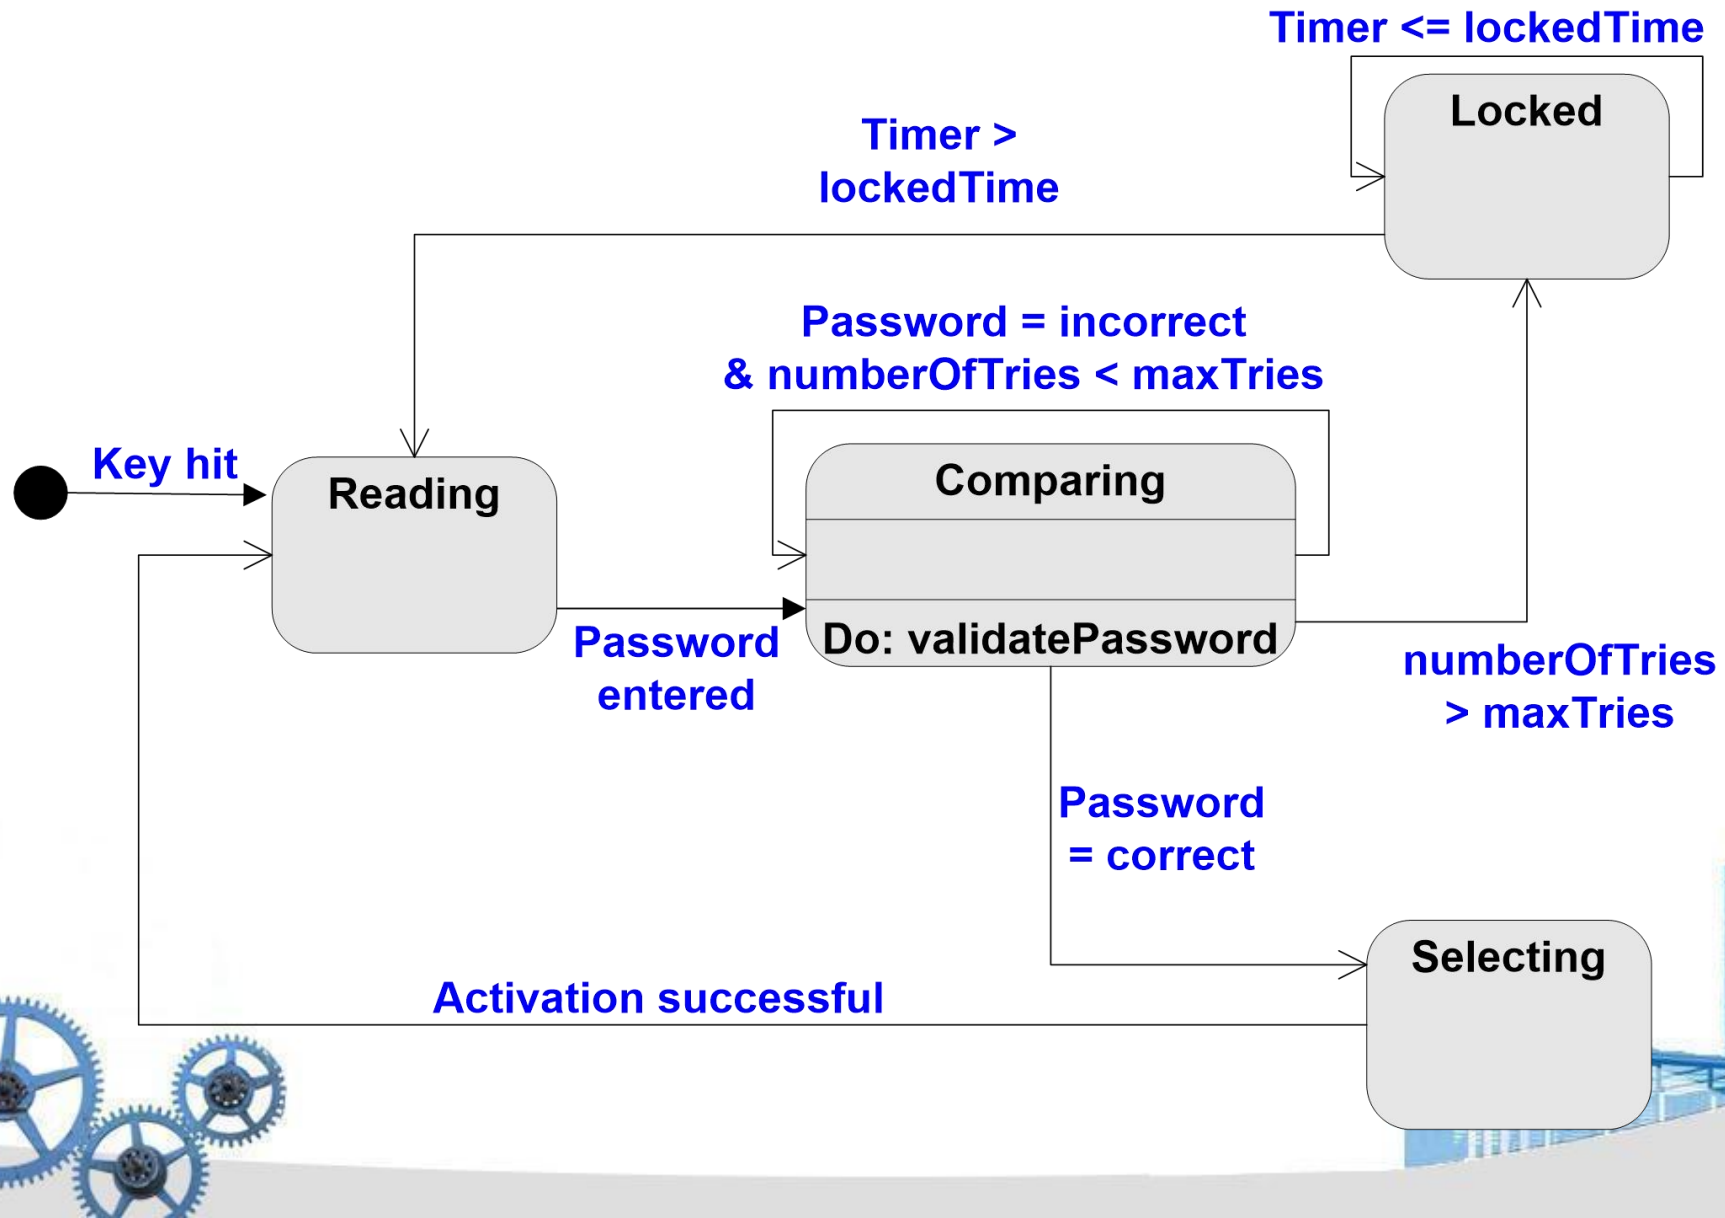 Timer <= lockedTime
Locked
Timer >
lockedTime
Password = incorrect
& numberOfTries < maxTries
Key hit
Reading
Comparing
Do: validatePassword
Password
entered
numberOfTries
> maxTries
Password
= correct
Selecting
Activation successful